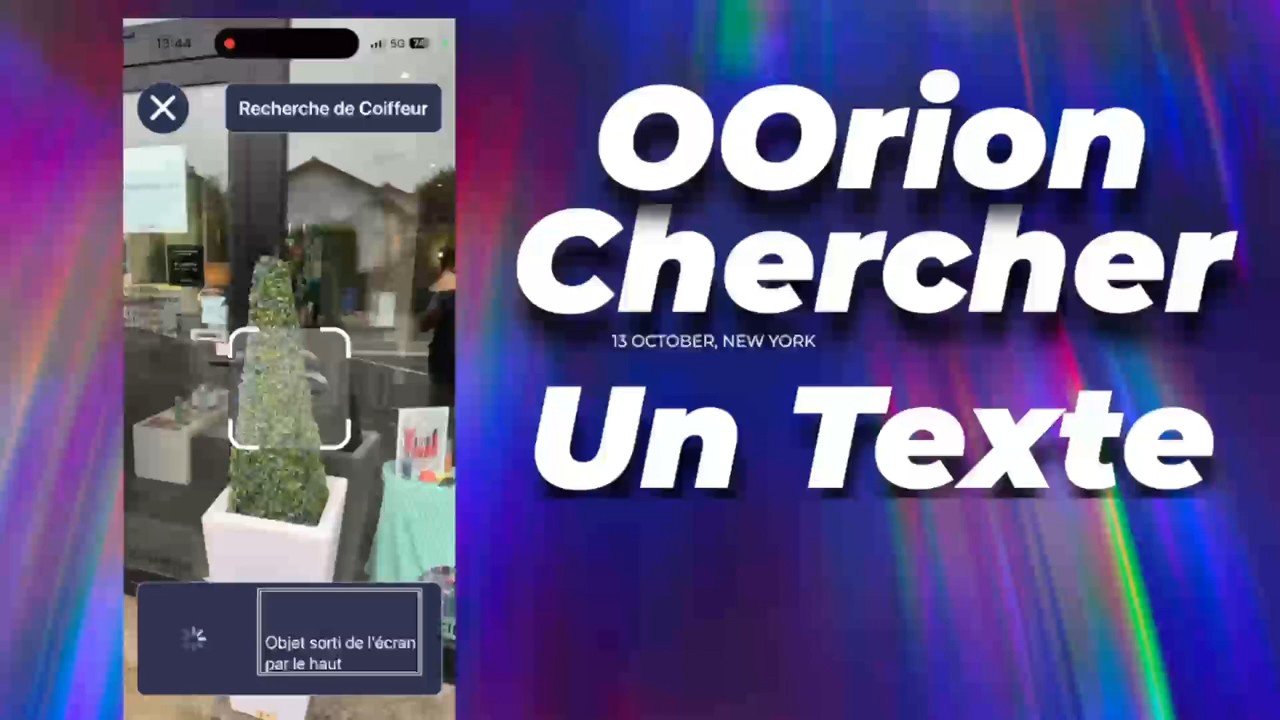 13:44
5G 74
Recherche de Coiffeur
Objet sorti de l'écran
par le haut
OOrion
Chercher
13 OCTOBER, NEW YORK
Un Texte